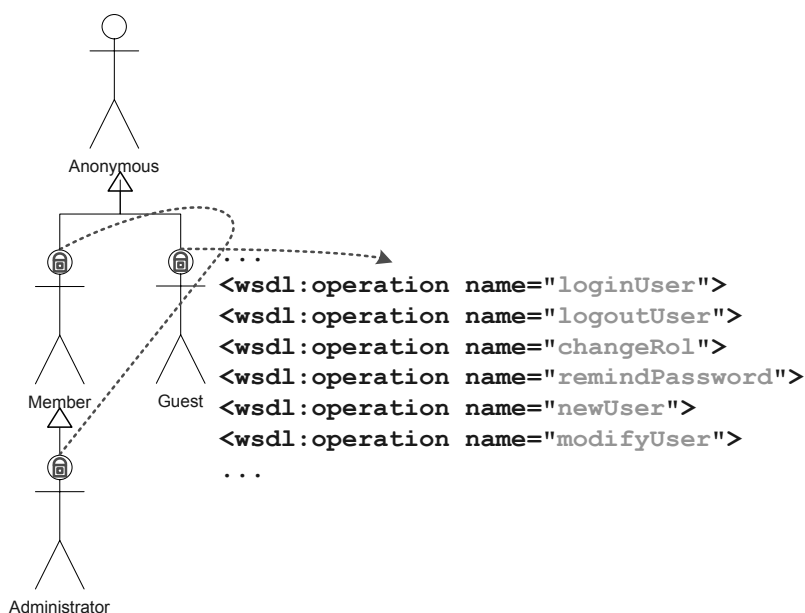 Anonymous
...
<wsdl:operation name="loginUser">
<wsdl:operation name="logoutUser">
<wsdl:operation name="changeRol">
<wsdl:operation name="remindPassword">
<wsdl:operation name="newUser">
<wsdl:operation name="modifyUser">
...
Member
Guest
Administrator